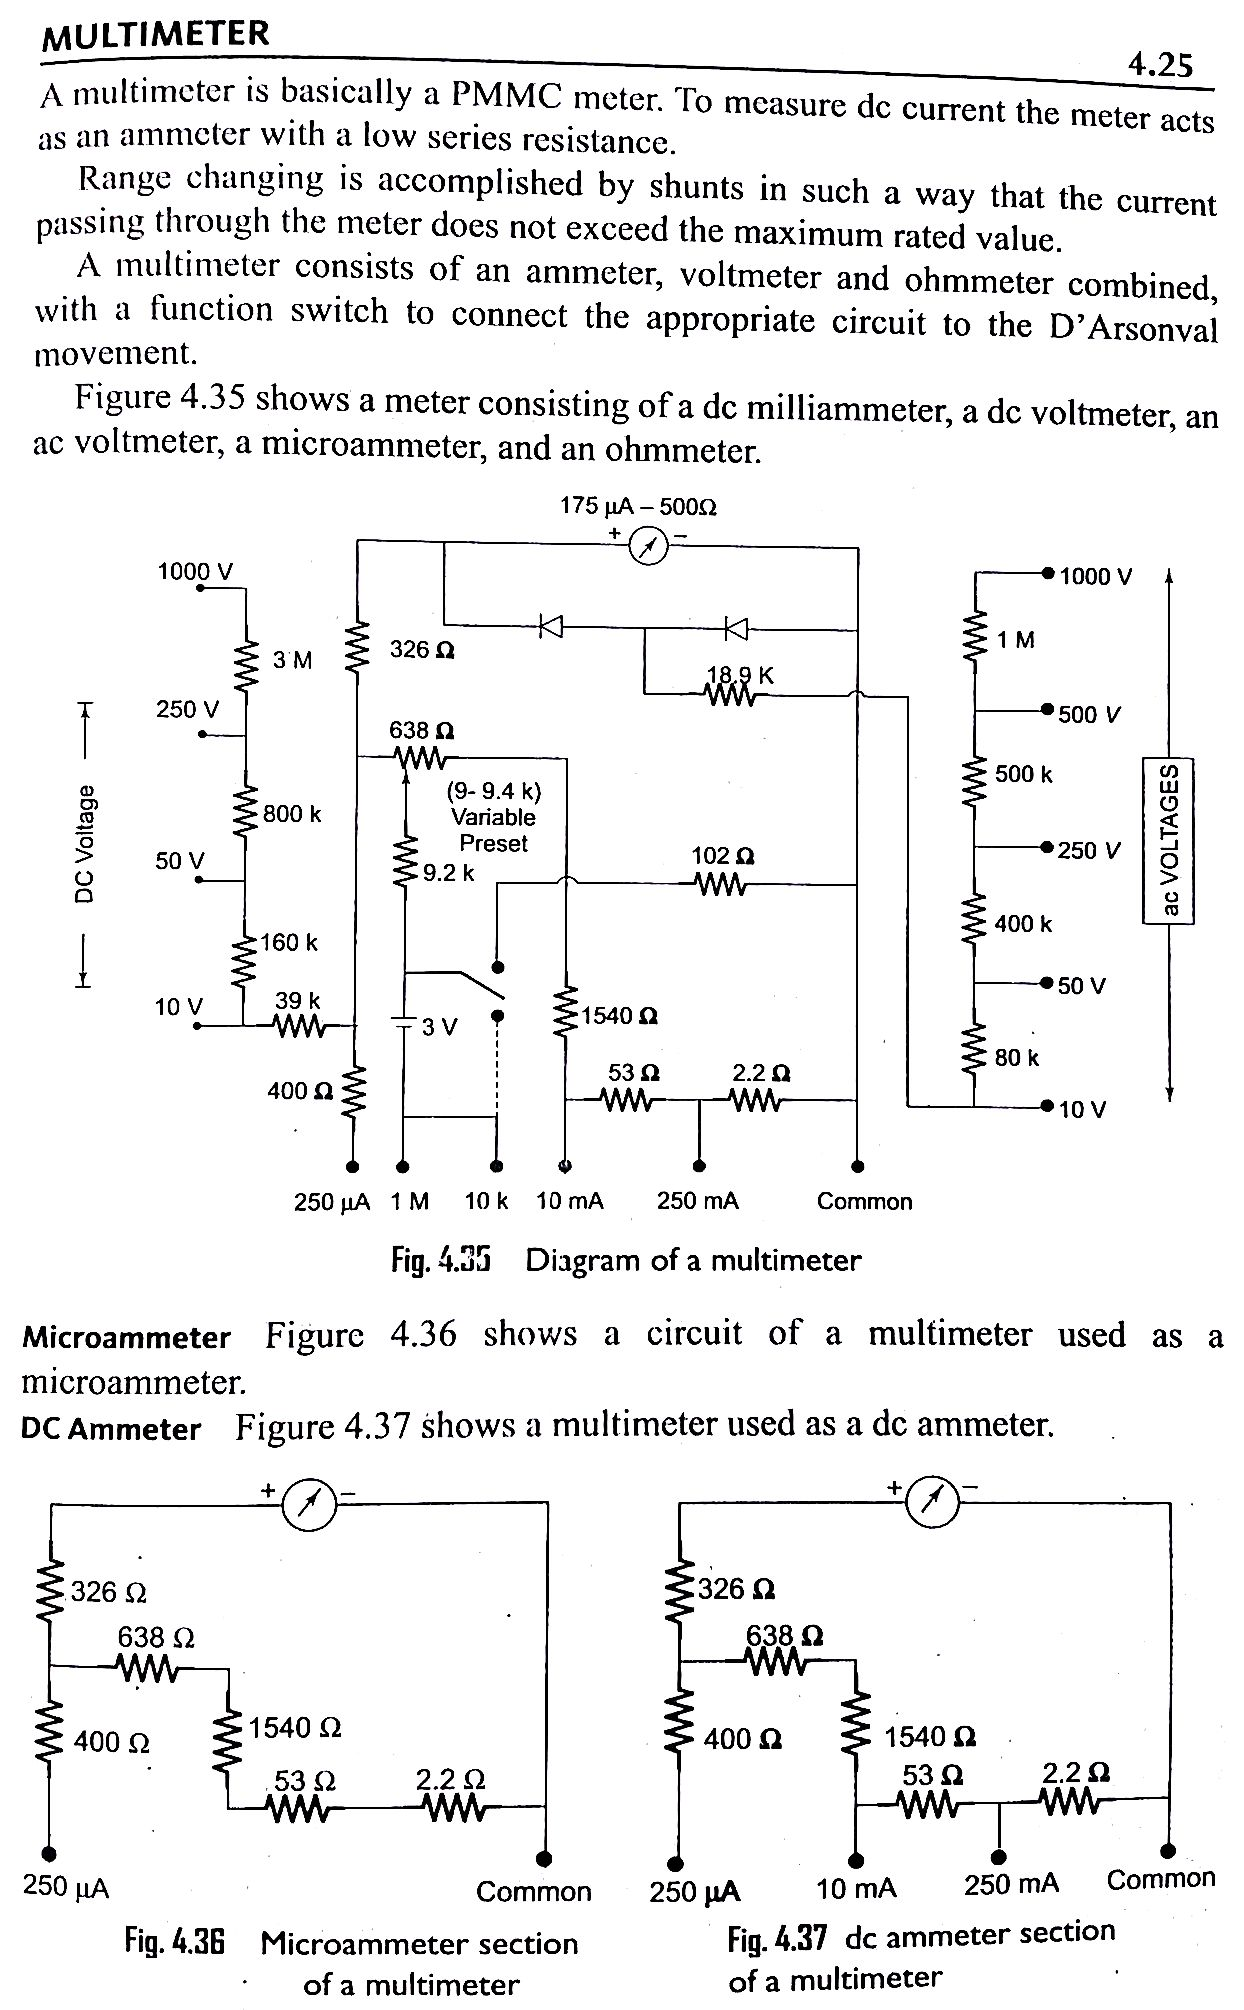 MULTIMETER
4.25
A multimeter is basically a PMMC meter. To measure dc current the meter acts
as an ammeter with a low series resistance.
Range changing is accomplished by shunts in such a way that the current
passing through the meter does not exceed the maximum rated value.
A multimeter consists of an ammeter, voltmeter and ohmmeter combined,
with a function switch to connect the appropriate circuit to the D'Arsonval
movement.
Figure 4.35 shows a meter consisting of a dc milliammeter, a dc voltmeter, an
ac voltmeter, a microammeter, and an ohmmeter.
175 µA – 500Ω
+ –
1000 V
1000 V
3 M
326 Ω
1 M
18.9 K
250 V
500 V
638 Ω
500 k
(9- 9.4 k)
Variable
Preset
DC Voltage
800 k
ac VOLTAGES
50 V
9.2 k
102 Ω
250 V
160 k
400 k
10 V
39 k
3 V
1540 Ω
50 V
400 Ω
53 Ω
2.2 Ω
80 k
10 V
250 µA 1 M 10 k 10 mA 250 mA Common
Fig. 4.35 Diagram of a multimeter
Microammeter Figure 4.36 shows a circuit of a multimeter used as a
microammeter.
DC Ammeter Figure 4.37 shows a multimeter used as a dc ammeter.
+ –
326 Ω
638 Ω
400 Ω
1540 Ω
53 Ω
2.2 Ω
250 µA
Common
Fig. 4.36 Microammeter section
of a multimeter
+ –
326 Ω
638 Ω
400 Ω
1540 Ω
53 Ω
2.2 Ω
250 µA
10 mA
250 mA
Common
Fig. 4.37 dc ammeter section
of a multimeter